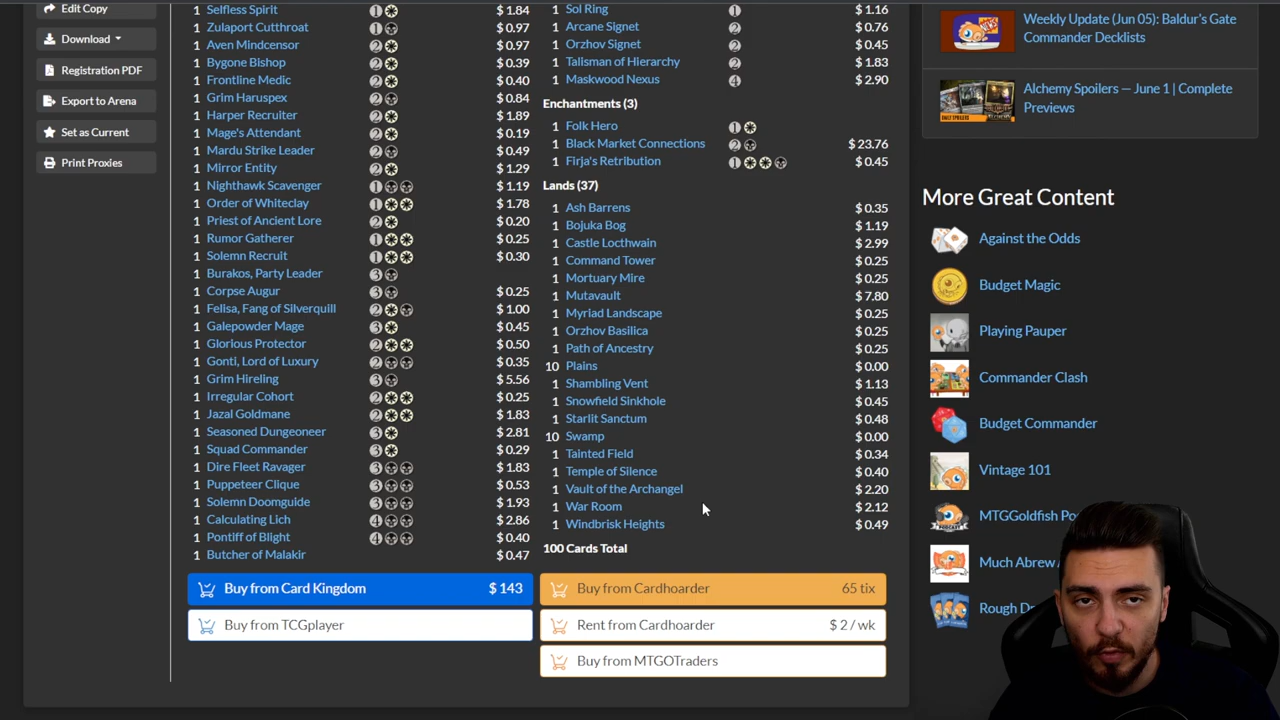 Edit Copy
Download
Registration PDF
Export to Arena
Set as Current
Print Proxies
1 Selfless Spirit $ 1.84
1 Zulaport Cutthroat $ 0.97
1 Aven Mindcensor $ 0.97
1 Bygone Bishop $ 0.39
1 Frontline Medic $ 0.40
1 Grim Haruspex $ 0.84
1 Harper Recruiter $ 1.89
1 Mage's Attendant $ 0.19
1 Mardu Strike Leader $ 0.49
1 Mirror Entity $ 1.29
1 Nighthawk Scavenger $ 1.19
1 Order of Whiteclay $ 1.78
1 Priest of Ancient Lore $ 0.20
1 Rumor Gatherer $ 0.25
1 Solemn Recruit $ 0.30
1 Burakos, Party Leader
1 Corpse Augur $ 0.25
1 Felisa, Fang of Silverquill $ 1.00
1 Galepowder Mage $ 0.45
1 Glorious Protector $ 0.50
1 Gonti, Lord of Luxury $ 0.35
1 Grim Hireling $ 5.56
1 Irregular Cohort $ 0.25
1 Jazal Goldmane $ 1.83
1 Seasoned Dungeoneer $ 2.81
1 Squad Commander $ 0.29
1 Dire Fleet Ravager $ 1.83
1 Puppeteer Clique $ 0.53
1 Solemn Doomguide $ 1.93
1 Calculating Lich $ 2.86
1 Pontiff of Blight $ 0.40
1 Butcher of Malakir $ 0.47
1 Sol Ring 1 $ 1.16
1 Arcane Signet 2 $ 0.76
1 Orzhov Signet 2 $ 0.45
1 Talisman of Hierarchy 2 $ 1.83
1 Maskwood Nexus 4 $ 2.90
Enchantments (3)
1 Folk Hero 1
1 Black Market Connections 2 $ 23.76
1 Firja's Retribution 1 $ 0.45
Lands (37)
1 Ash Barrens $ 0.35
1 Bojuka Bog $ 1.19
1 Castle Locthwain $ 2.99
1 Command Tower $ 0.25
1 Mortuary Mire $ 0.25
1 Mutavault $ 7.80
1 Myriad Landscape $ 0.25
1 Orzhov Basilica $ 0.25
1 Path of Ancestry $ 0.25
10 Plains $ 0.00
1 Shambling Vent $ 1.13
1 Snowfield Sinkhole $ 0.45
1 Starlit Sanctum $ 0.48
10 Swamp $ 0.00
1 Tainted Field $ 0.34
1 Temple of Silence $ 0.40
1 Vault of the Archangel $ 2.20
1 War Room $ 2.12
1 Windbrisk Heights $ 0.49
100 Cards Total
Buy from Card Kingdom $ 143
Buy from TCGplayer
Buy from Cardhoarder 65 tix
Rent from Cardhoarder $ 2 / wk
Buy from MTGOTraders
Weekly Update (Jun 05): Baldur's Gate
Commander Decklists
Alchemy Spoilers — June 1 | Complete
Previews
More Great Content
Against the Odds
Budget Magic
Playing Pauper
Commander Clash
Budget Commander
Vintage 101
MTGGoldfish
Much Abrew
Rough